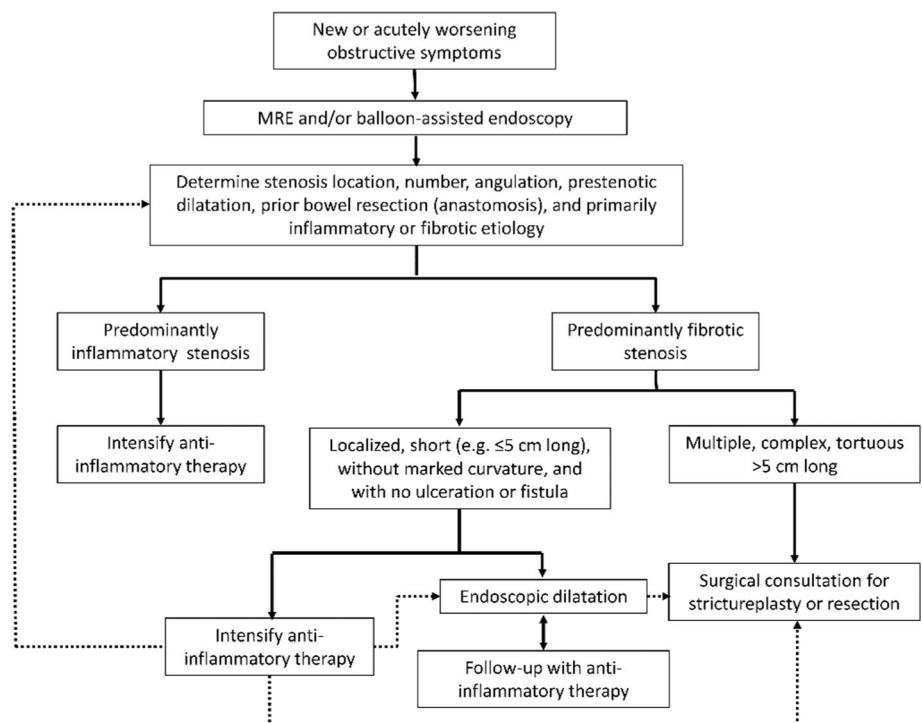 New or acutely worsening
obstructive symptoms
MRE and/or balloon-assisted endoscopy
Determine stenosis location, number, angulation, prestenotic
dilatation, prior bowel resection (anastomosis), and primarily
inflammatory or fibrotic etiology
Predominantly
inflammatory stenosis
Predominantly fibrotic
stenosis
Intensify anti-
inflammatory therapy
Localized, short (e.g. ≤5 cm long),
without marked curvature, and
with no ulceration or fistula
Multiple, complex, tortuous
>5 cm long
Endoscopic dilatation
Surgical consultation for
strictureplasty or resection
Intensify anti-
inflammatory therapy
Follow-up with anti-
inflammatory therapy